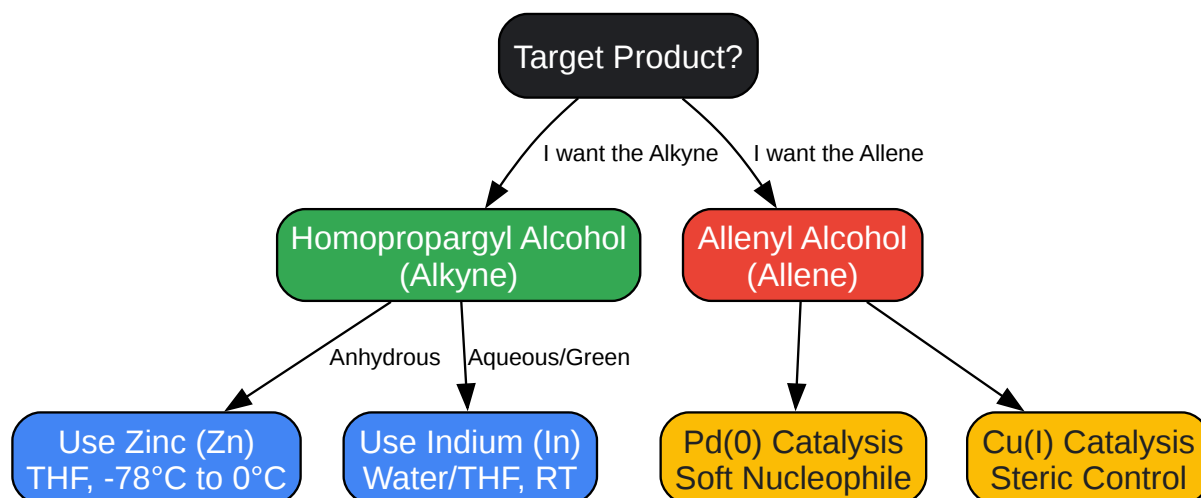 Target Product?
I want the Alkyne
I want the Allene
Homopropargyl Alcohol
(Alkyne)
Allenyl Alcohol
(Allene)
Anhydrous
Aqueous/Green
Use Zinc (Zn)
THF, -78°C to 0°C
Use Indium (In)
Water/THF, RT
Pd(0) Catalysis
Soft Nucleophile
Cu(I) Catalysis
Steric Control